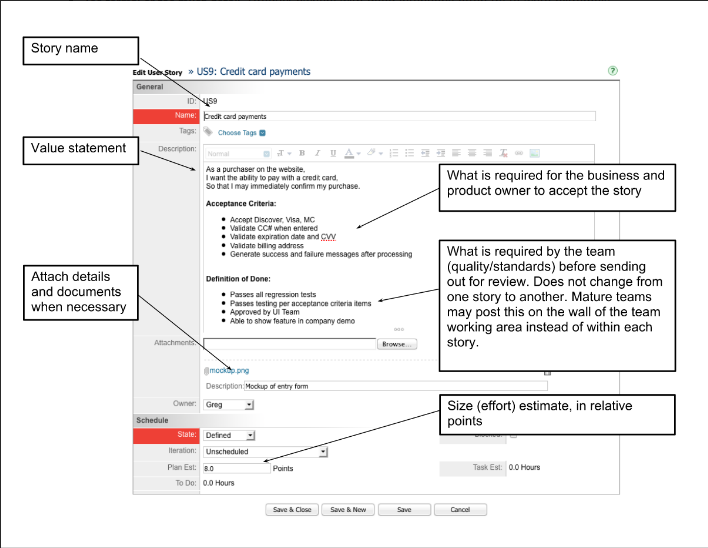 Story name
Edit User Story » US9: Credit card payments
?
General
ID: US9
Name: Credit card payments
Tags: Choose Tags
Value statement
Description:
Normal
B I U A
As a purchaser on the website,
I want the ability to pay with a credit card,
So that I may immediately confirm my purchase.
Acceptance Criteria:
• Accept Discover, Visa, MC
• Validate CC# when entered
• Validate expiration date and CVV
• Validate billing address
• Generate success and failure messages after processing
What is required for the business and
product owner to accept the story
Definition of Done:
• Passes all regression tests
• Passes testing per acceptance criteria items
• Approved by UI Team
• Able to show feature in company demo
What is required by the team
(quality/standards) before sending
out for review. Does not change from
one story to another. Mature teams
may post this on the wall of the team
working area instead of within each
story.
Attach details
and documents
when necessary
Attachments: Browse...
mockup.png
Description: Mockup of entry form
Owner: Greg
Size (effort) estimate, in relative
points
Schedule
State: Defined
Blocked:
Iteration: Unscheduled
Plan Est: 8.0 Points
Task Est: 0.0 Hours
To Do: 0.0 Hours
Save & Close Save & New Save Cancel